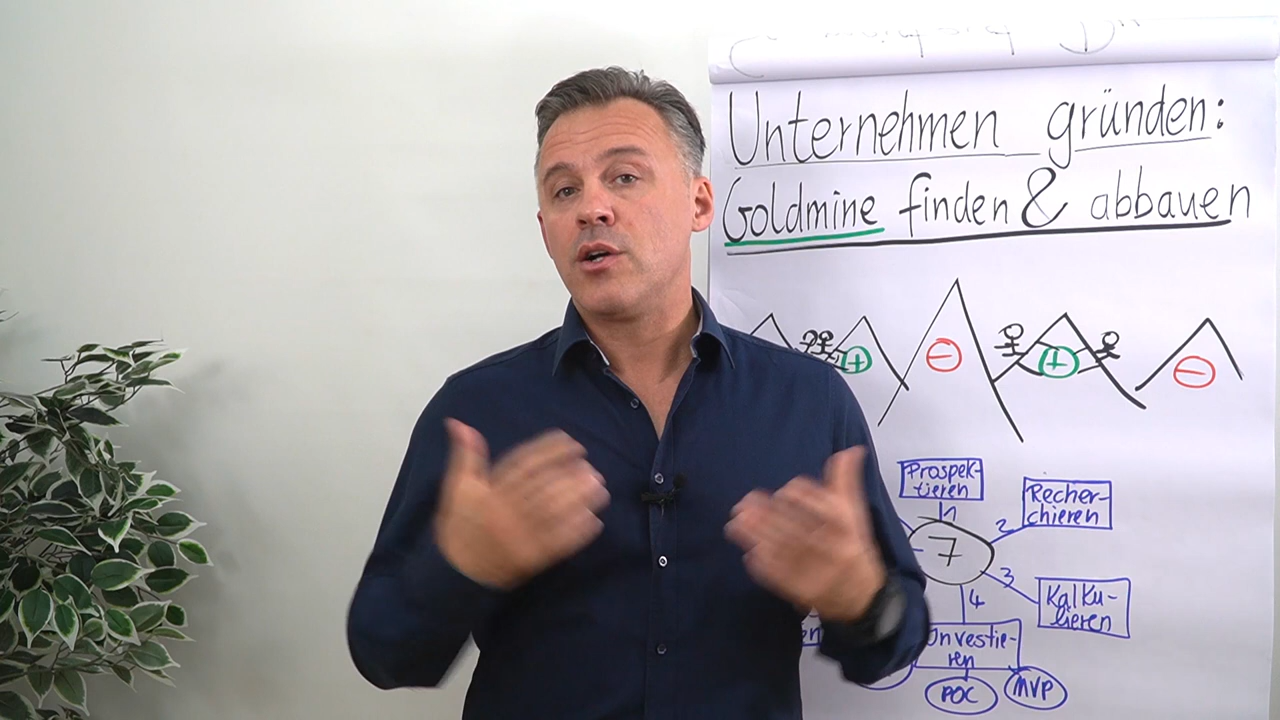 Unternehmen gründen:
Goldmine finden & abbauen
+
−
+
−
Prospek-
tieren
1
Recher-
chieren
2
7
3
Kalku-
lieren
4
Investie-
ren
POC
MVP